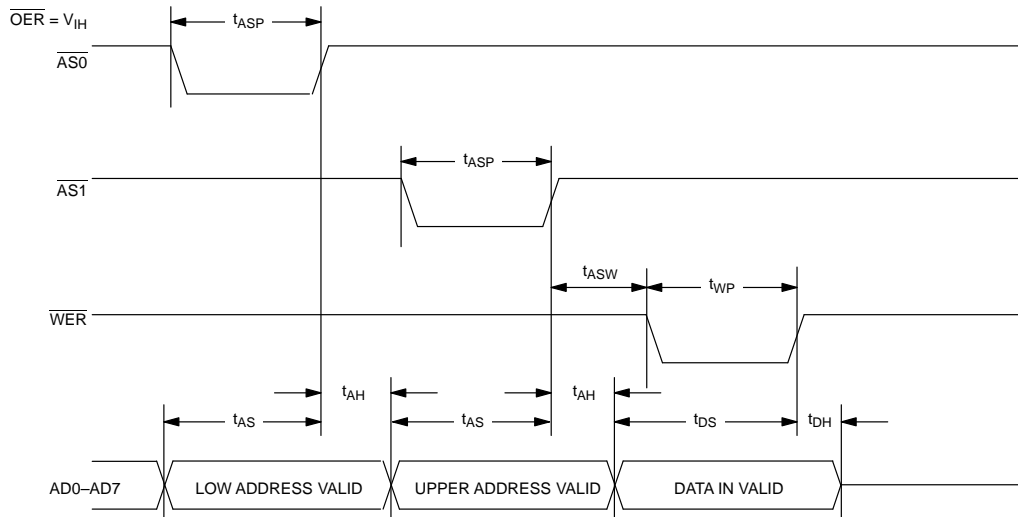 OER = VIH
tASP
AS0
tASP
AS1
tASW
tWP
WER
tAH
tAH
tAS
tAS
tDS
tDH
AD0–AD7
LOW ADDRESS VALID
UPPER ADDRESS VALID
DATA IN VALID